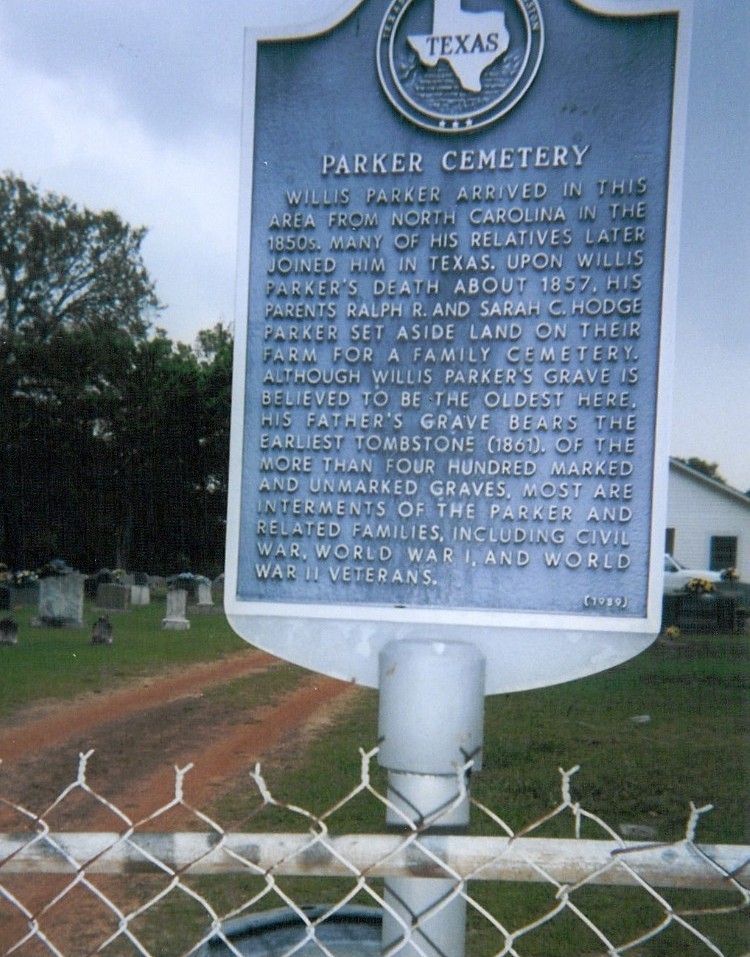 TEXAS
PARKER CEMETERY
WILLIS PARKER ARRIVED IN THIS
AREA FROM NORTH CAROLINA IN THE
1850s. MANY OF HIS RELATIVES LATER
JOINED HIM IN TEXAS. UPON WILLIS
PARKER'S DEATH ABOUT 1857, HIS
PARENTS RALPH R. AND SARAH C. HODGE
PARKER SET ASIDE LAND ON THEIR
FARM FOR A FAMILY CEMETERY.
ALTHOUGH WILLIS PARKER'S GRAVE IS
BELIEVED TO BE THE OLDEST HERE,
HIS FATHER'S GRAVE BEARS THE
EARLIEST TOMBSTONE (1861). OF THE
MORE THAN FOUR HUNDRED MARKED
AND UNMARKED GRAVES, MOST ARE
INTERMENTS OF THE PARKER AND
RELATED FAMILIES, INCLUDING CIVIL
WAR, WORLD WAR I, AND WORLD
WAR II VETERANS.
(1989)